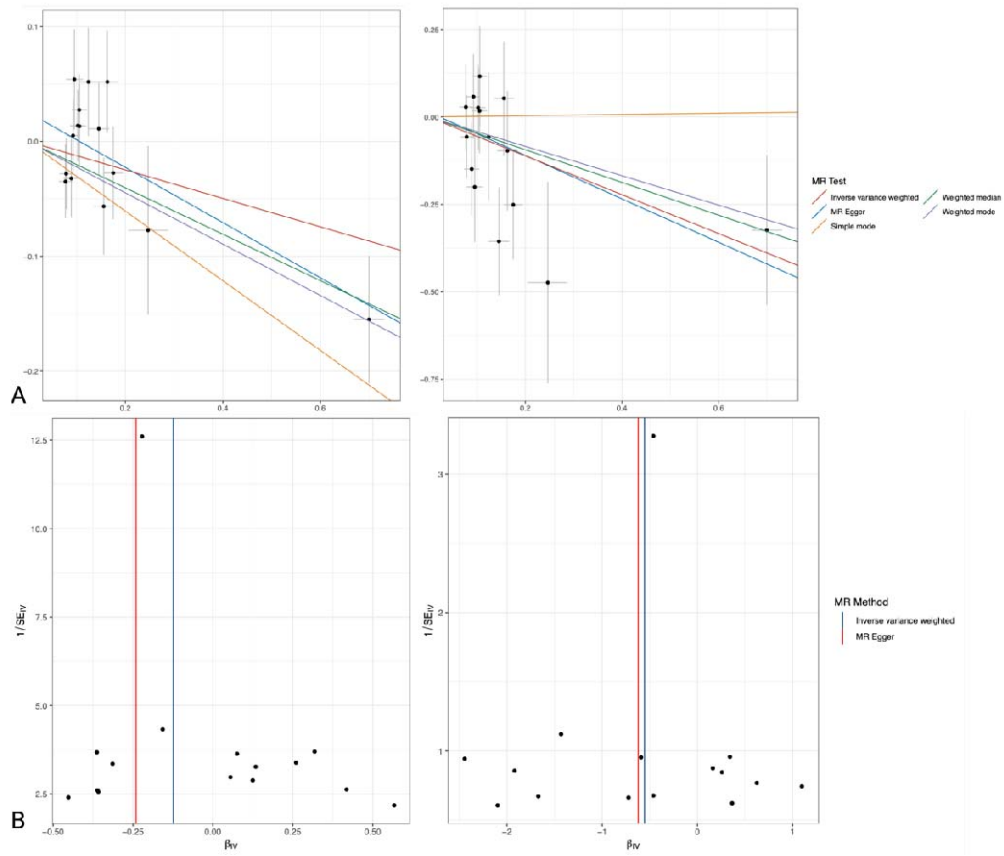 A
0.1
0.0
−0.1
−0.2
0.2
0.4
0.6
0.25
0.00
−0.25
−0.50
−0.75
0.2
0.4
0.6
MR Test
Inverse variance weighted
Weighted median
MR Egger
Weighted mode
Simple mode
B
12.5
10.0
7.5
5.0
2.5
1/SEIV
−0.50
−0.25
0.00
0.25
0.50
βIV
3
2
1
1/SEIV
−2
−1
0
1
βIV
MR Method
Inverse variance weighted
MR Egger